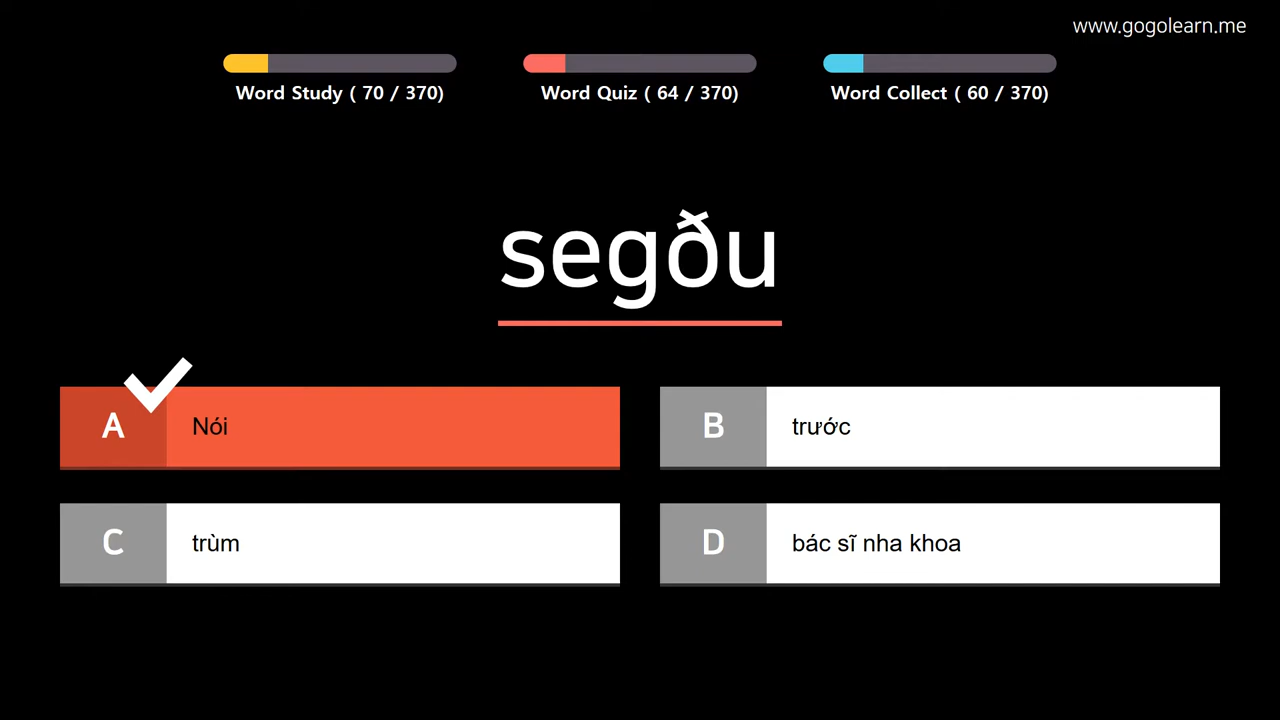 www.gogolearn.me
Word Study ( 70 / 370)
Word Quiz ( 64 / 370)
Word Collect ( 60 / 370)
segðu
A Nói
B trước
C trùm
D bác sĩ nha khoa